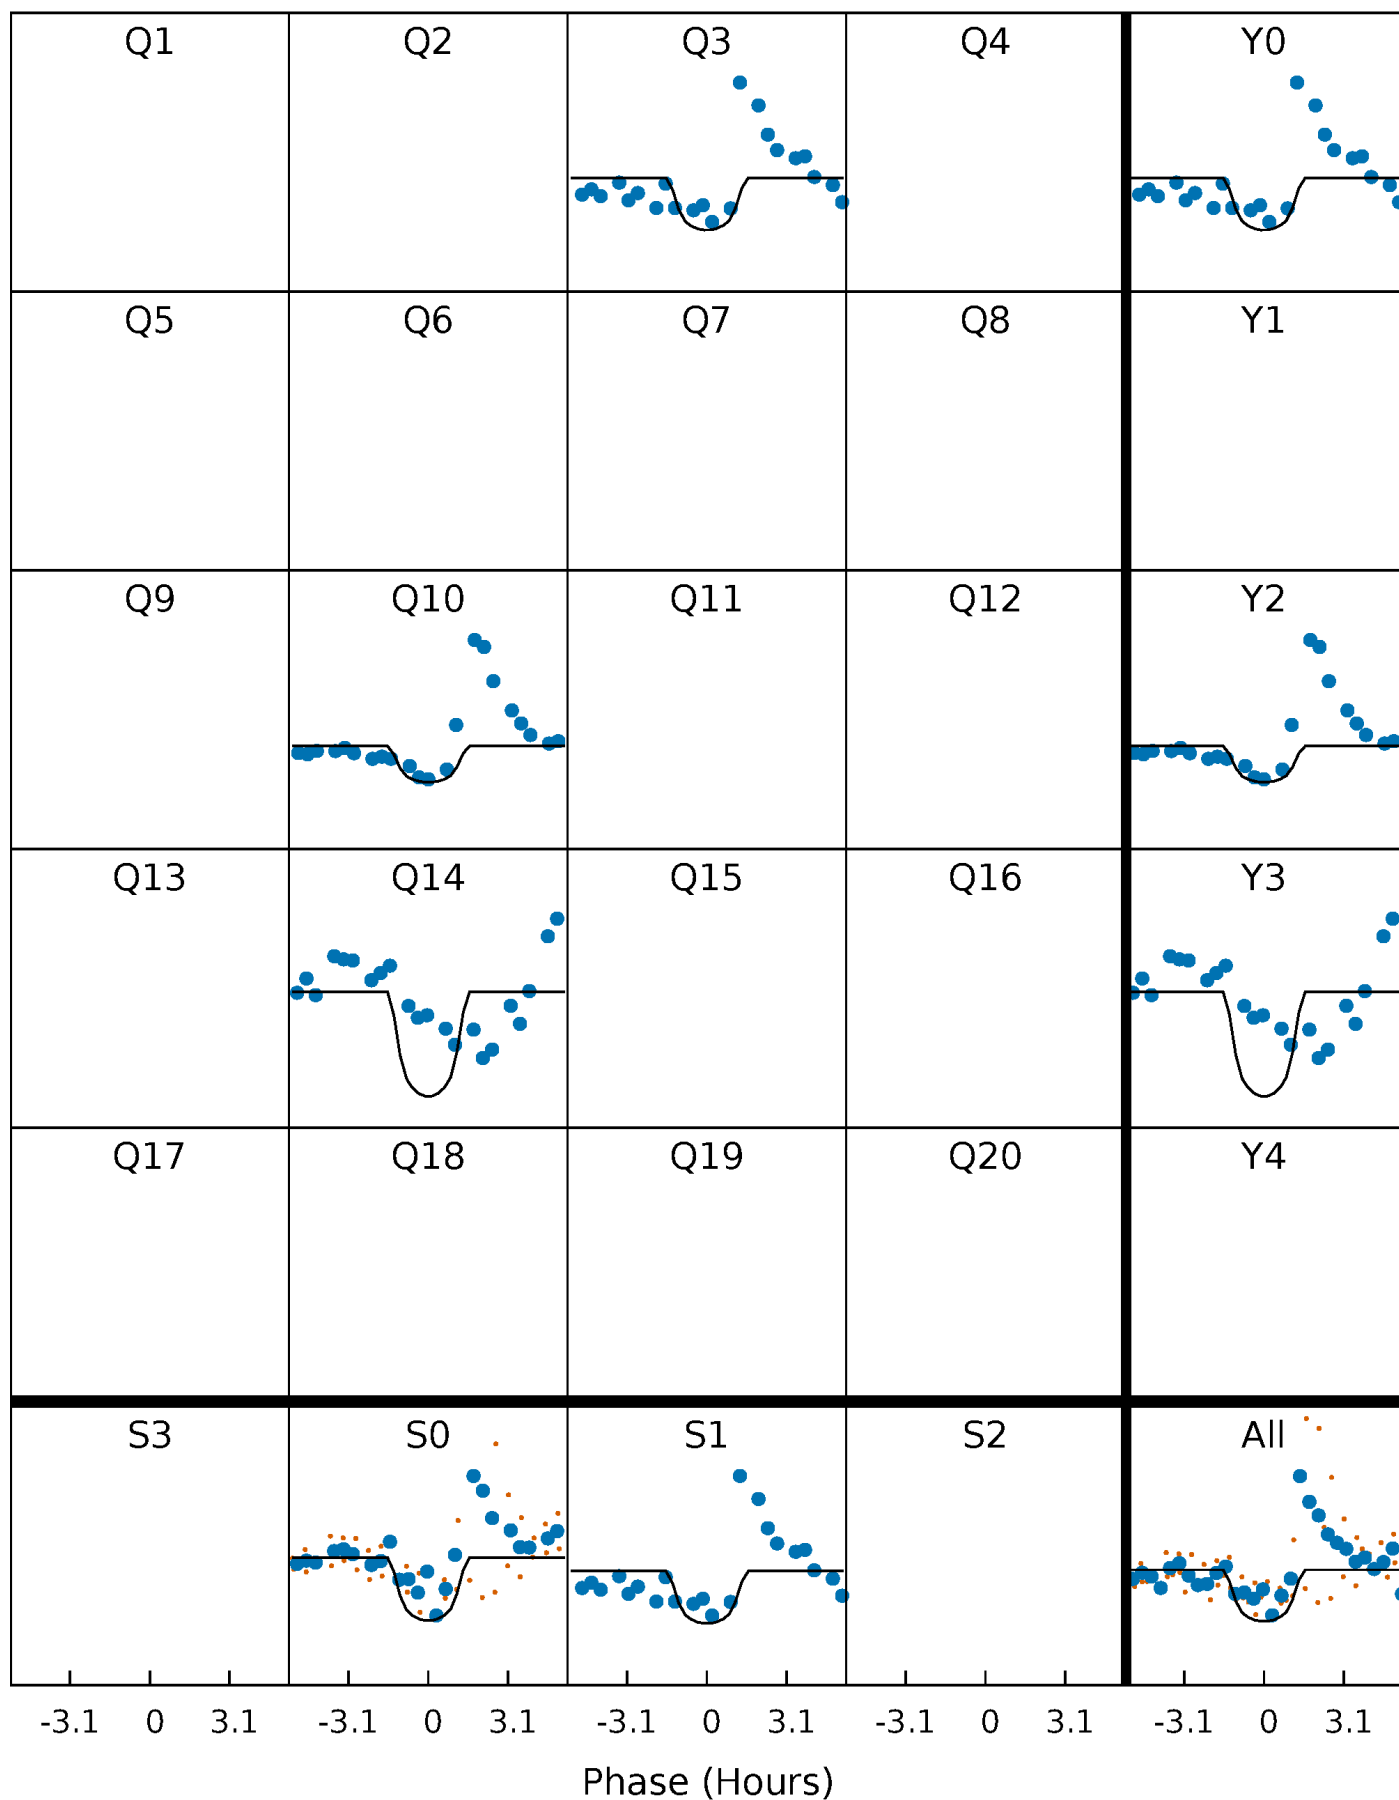 Q1 Q2 Q3 Q4 Y0
Q5 Q6 Q7 Q8 Y1
Q9 Q10 Q11 Q12 Y2
Q13 Q14 Q15 Q16 Y3
Q17 Q18 Q19 Q20 Y4
S3 S0 S1 S2 All
-3.1 0 3.1 -3.1 0 3.1 -3.1 0 3.1 -3.1 0 3.1 -3.1 0 3.1
Phase (Hours)